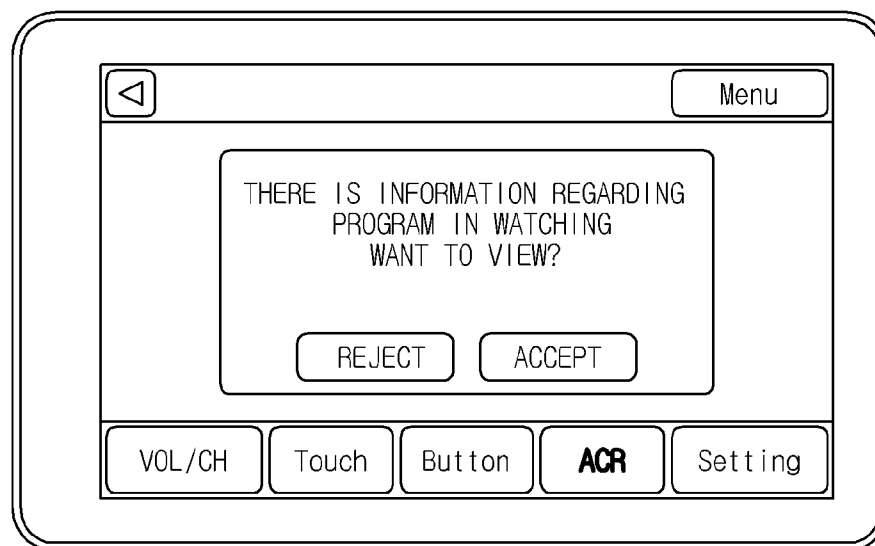 Menu
THERE IS INFORMATION REGARDING
PROGRAM IN WATCHING
WANT TO VIEW?
REJECT ACCEPT
VOL/CH Touch Button ACR Setting